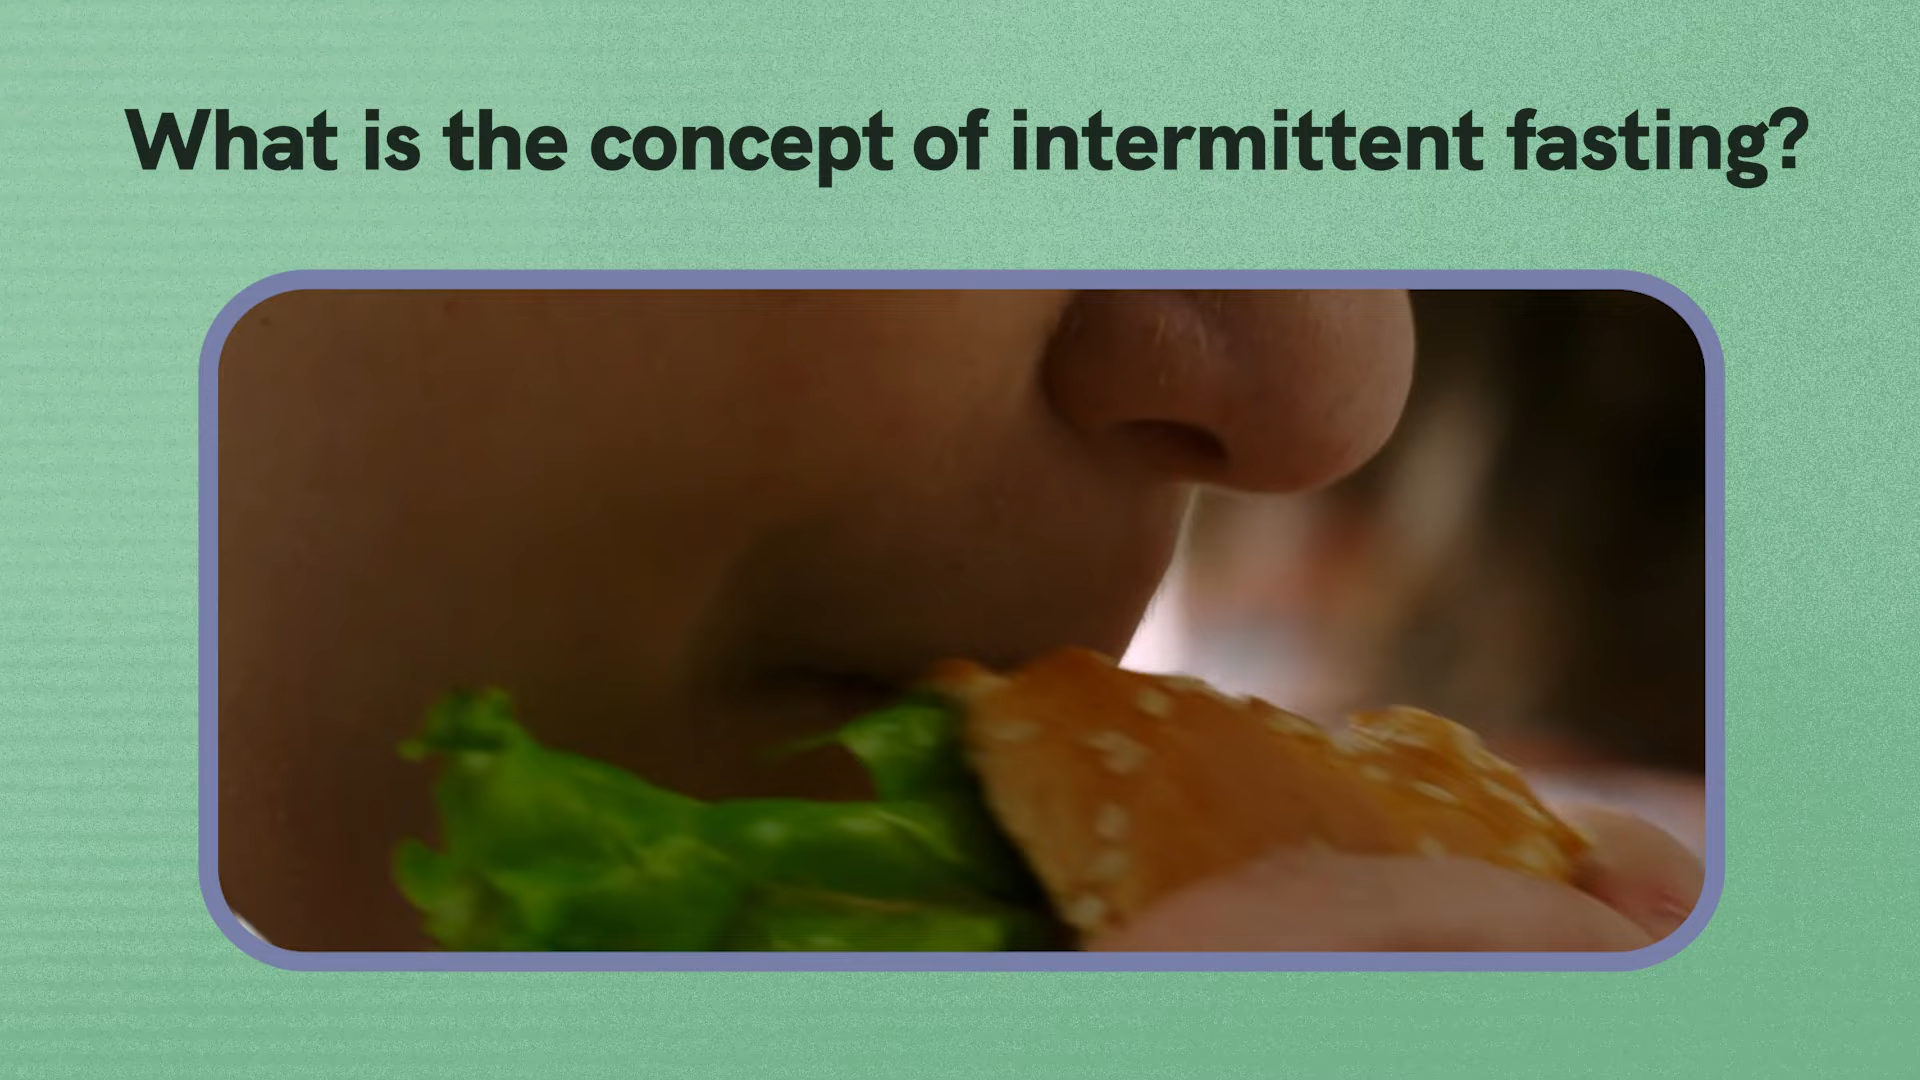 What is the concept of intermittent fasting?